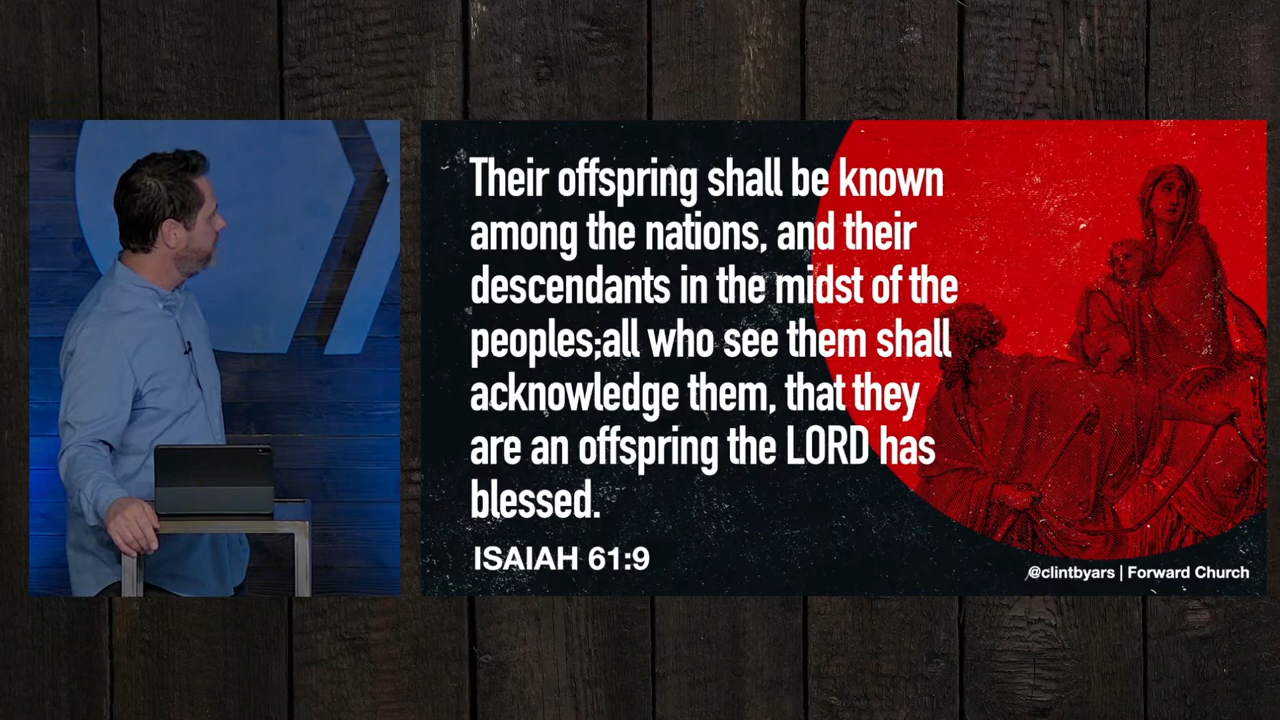 Their offspring shall be known
among the nations, and their
descendants in the midst of the
peoples;all who see them shall
acknowledge them, that they
are an offspring the LORD has
blessed.
ISAIAH 61:9
@clintbyars | Forward Church